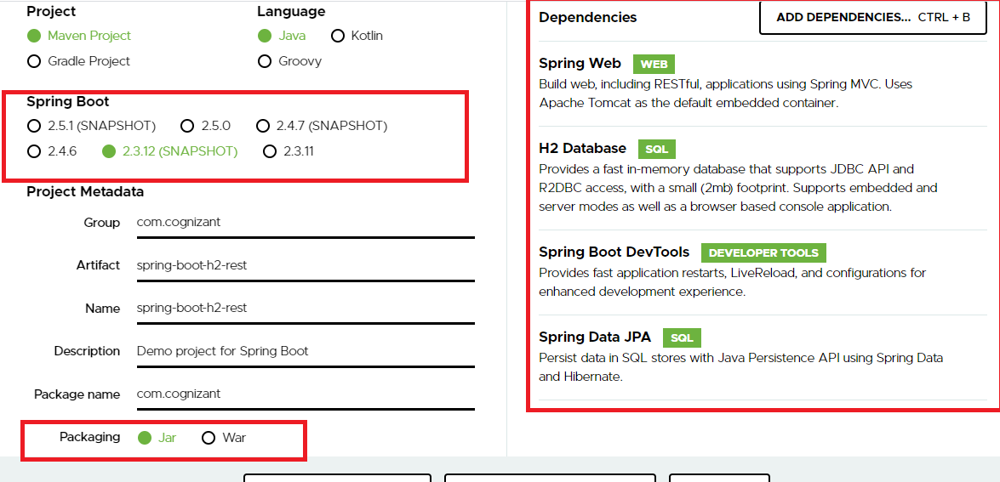 Project
Language
Maven Project
Java
Kotlin
Gradle Project
Groovy
Spring Boot
2.5.1 (SNAPSHOT)
2.5.0
2.4.7 (SNAPSHOT)
2.4.6
2.3.12 (SNAPSHOT)
2.3.11
Project Metadata
Group com.cognizant
Artifact spring-boot-h2-rest
Name spring-boot-h2-rest
Description Demo project for Spring Boot
Package name com.cognizant
Packaging Jar War
Dependencies
ADD DEPENDENCIES... CTRL + B
Spring Web WEB
Build web, including RESTful, applications using Spring MVC. Uses
Apache Tomcat as the default embedded container.
H2 Database SQL
Provides a fast in-memory database that supports JDBC API and
R2DBC access, with a small (2mb) footprint. Supports embedded and
server modes as well as a browser based console application.
Spring Boot DevTools DEVELOPER TOOLS
Provides fast application restarts, LiveReload, and configurations for
enhanced development experience.
Spring Data JPA SQL
Persist data in SQL stores with Java Persistence API using Spring Data
and Hibernate.